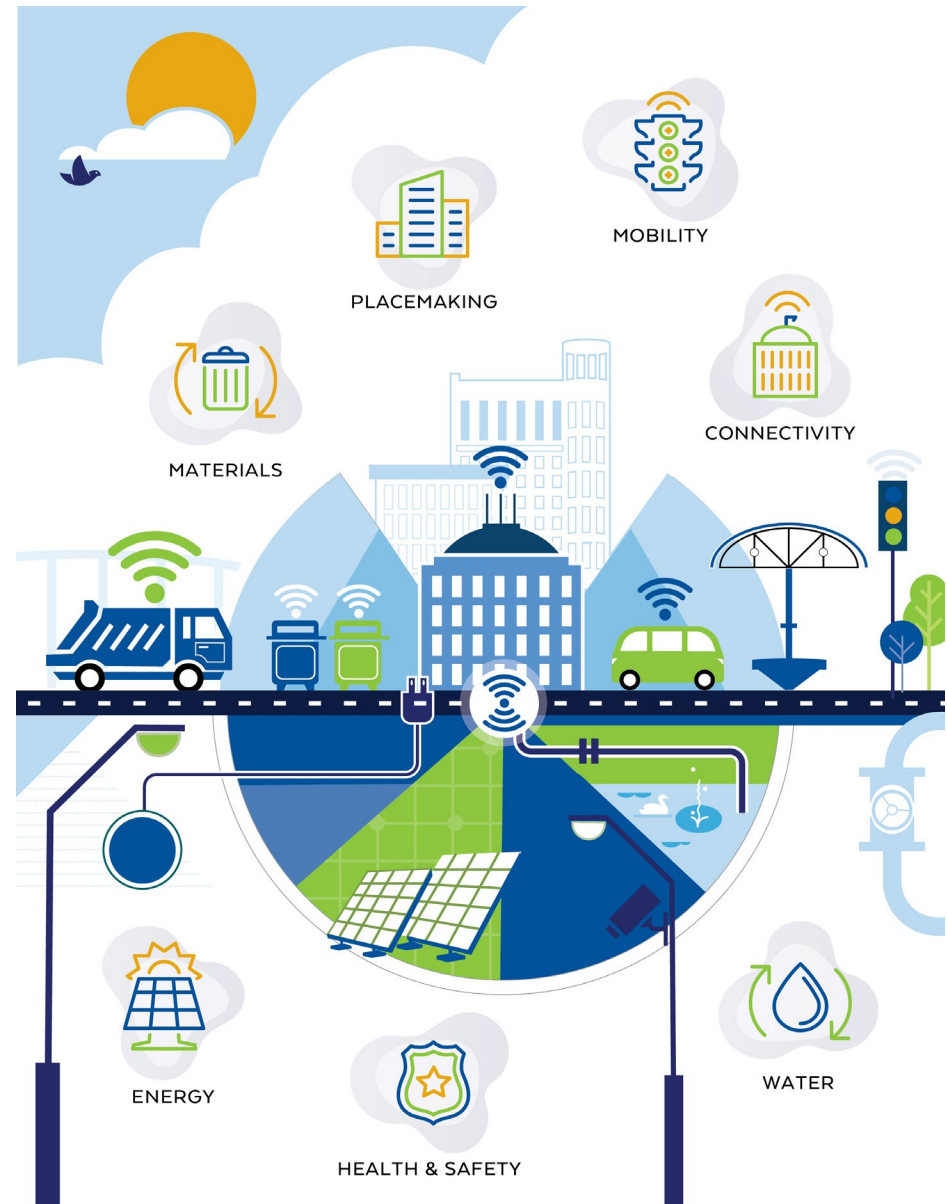 MOBILITY
PLACEMAKING
CONNECTIVITY
MATERIALS
ENERGY
WATER
HEALTH & SAFETY